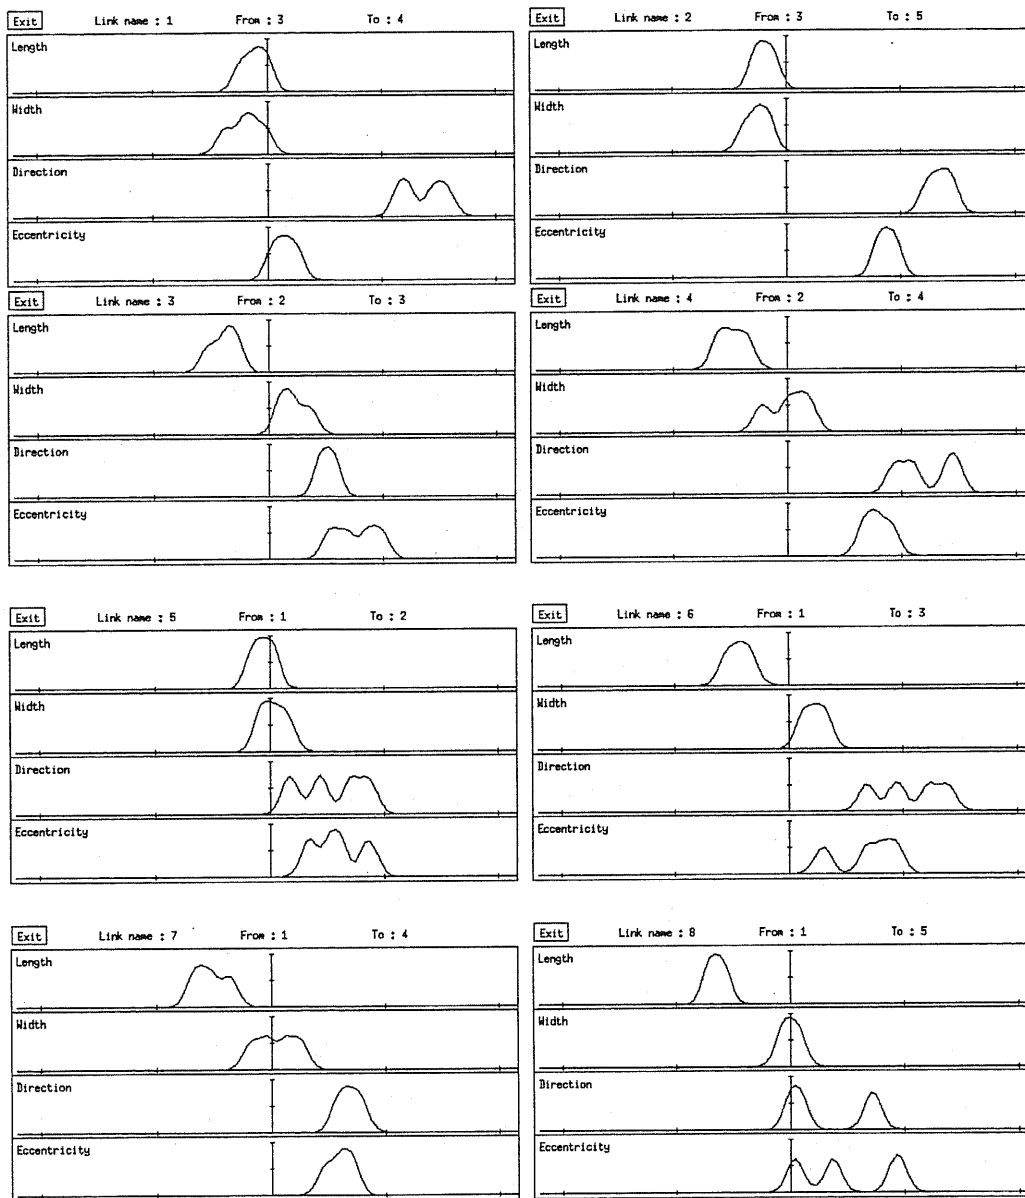 Exit Link name : 1 From : 3 To : 4
Length
Width
Direction
Eccentricity
Exit Link name : 2 From : 3 To : 5
Length
Width
Direction
Eccentricity
Exit Link name : 3 From : 2 To : 3
Length
Width
Direction
Eccentricity
Exit Link name : 4 From : 2 To : 4
Length
Width
Direction
Eccentricity
Exit Link name : 5 From : 1 To : 2
Length
Width
Direction
Eccentricity
Exit Link name : 6 From : 1 To : 3
Length
Width
Direction
Eccentricity
Exit Link name : 7 From : 1 To : 4
Length
Width
Direction
Eccentricity
Exit Link name : 8 From : 1 To : 5
Length
Width
Direction
Eccentricity